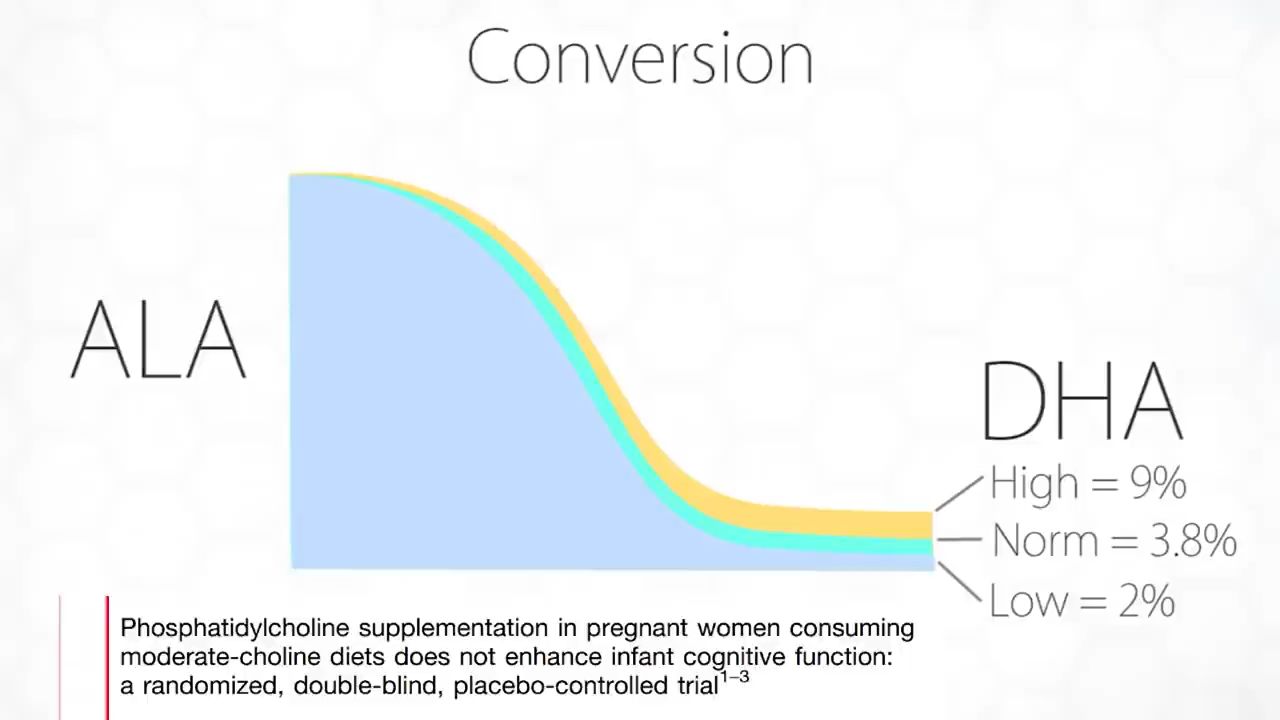 Conversion
ALA
DHA
High = 9%
Norm = 3.8%
Low = 2%
Phosphatidylcholine supplementation in pregnant women consuming
moderate-choline diets does not enhance infant cognitive function:
a randomized, double-blind, placebo-controlled trial¹⁻³